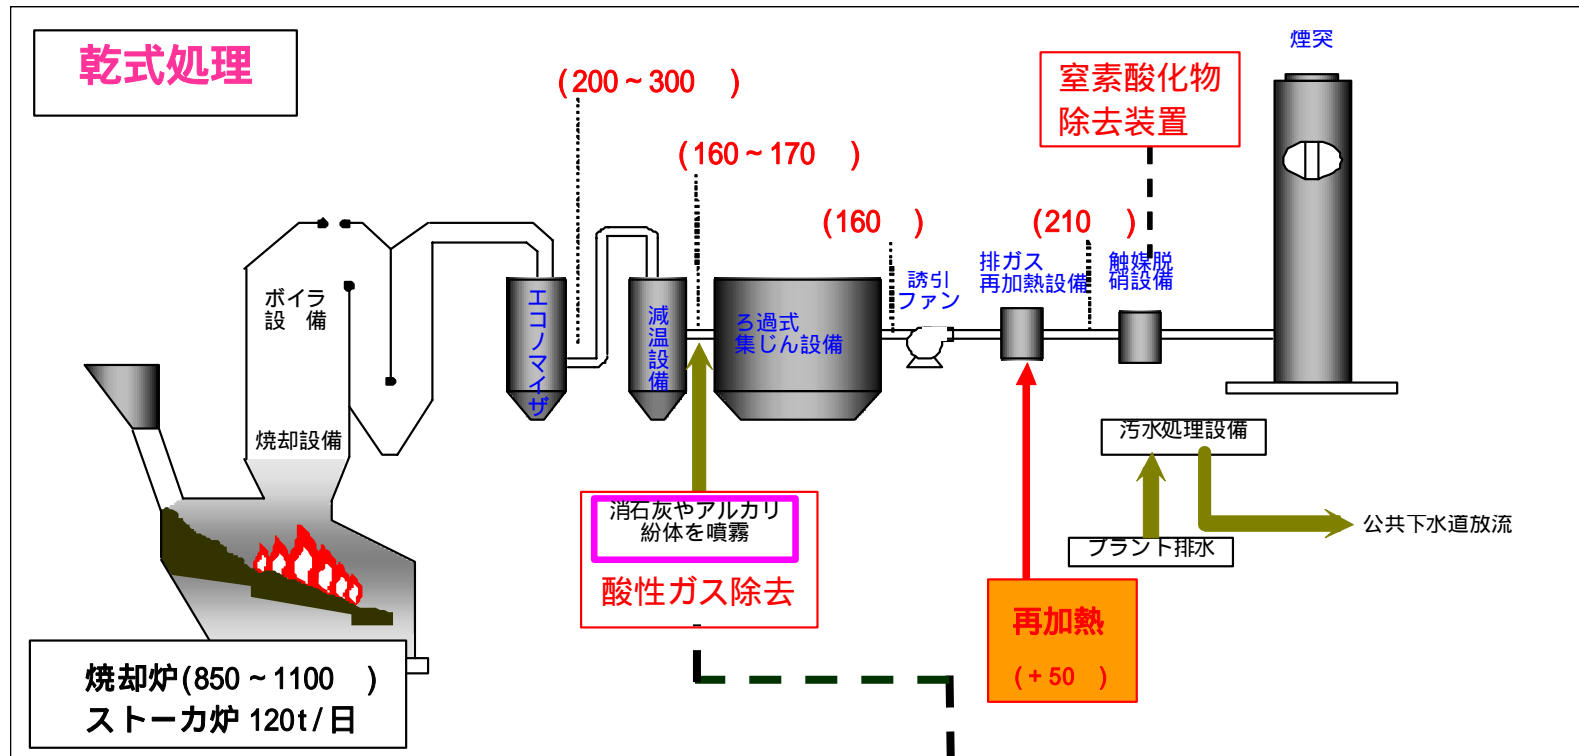 乾式処理
煙突
(200～300　)
窒素酸化物
除去装置
(160～170　)
(160　)
(210　)
排ガス
再加熱設備
触媒脱
硝設備
誘引
ファン
ボイラ
設　備
エコノマイザ
減温設備
ろ過式
集じん設備
焼却設備
汚水処理設備
消石灰やアルカリ
紛体を噴霧
酸性ガス除去
公共下水道放流
プラント排水
再加熱
(+50　)
焼却炉(850～1100　)
ストーカ炉 120t/日